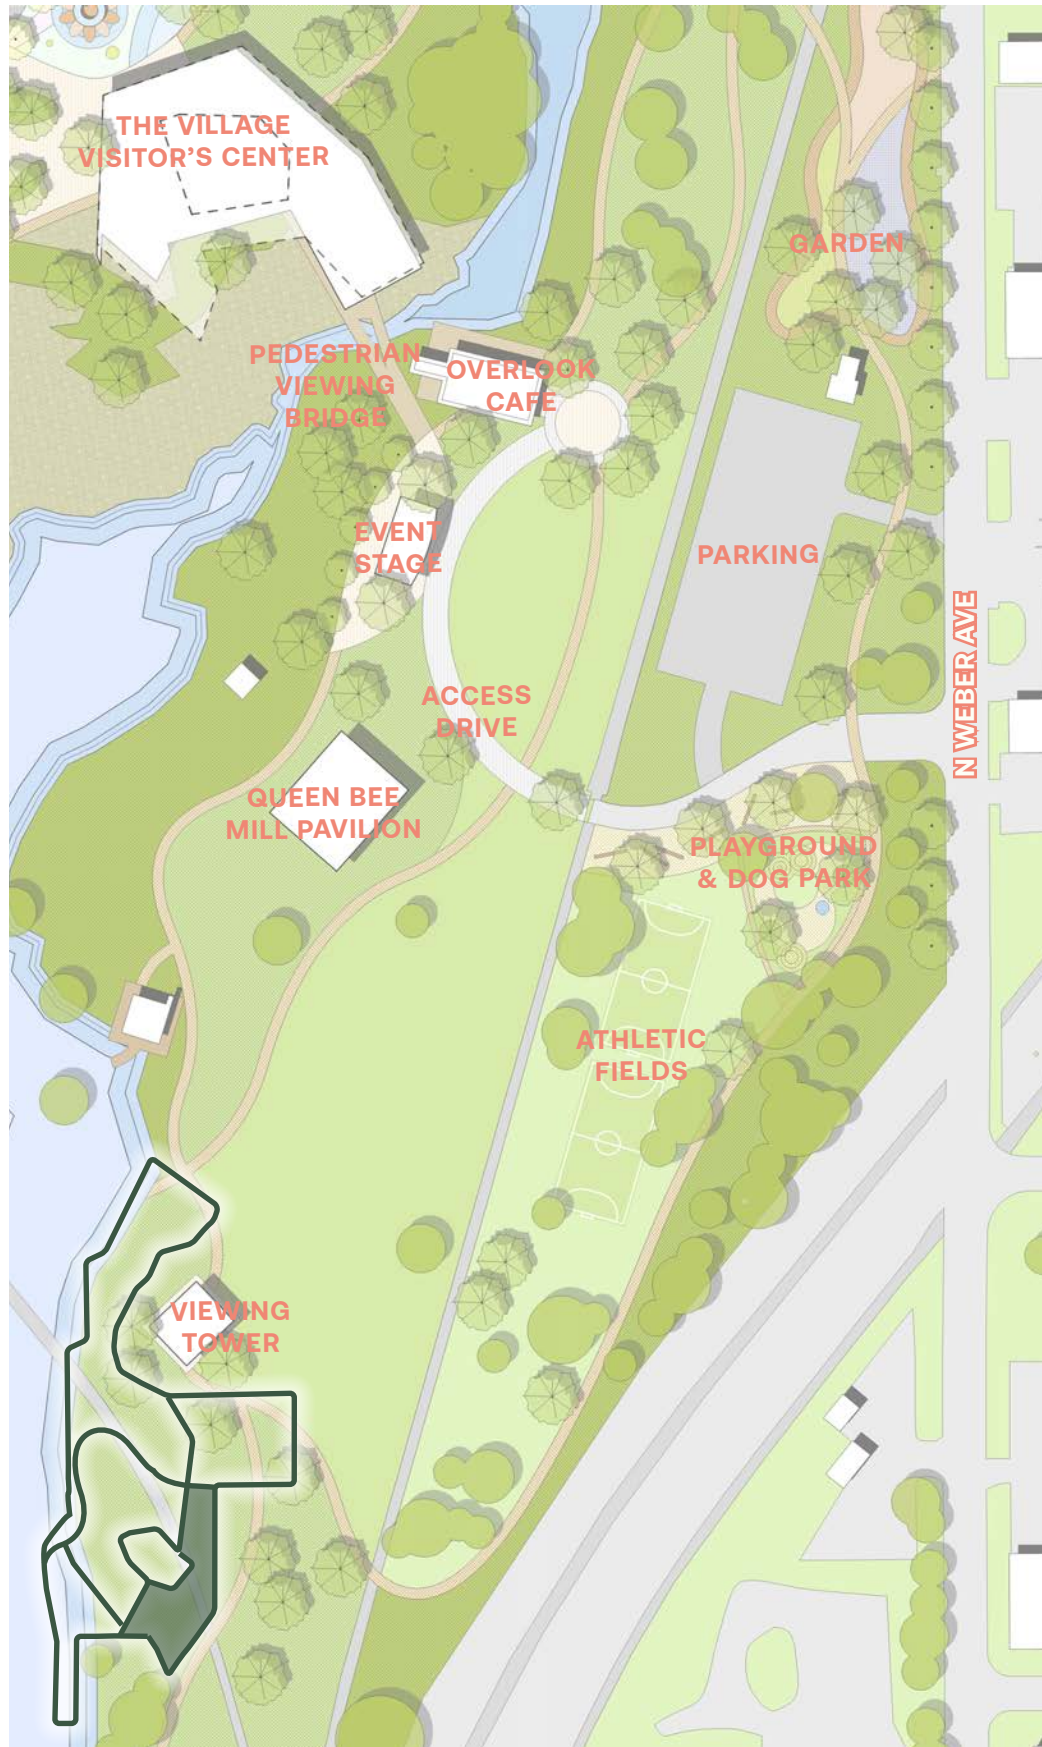 THE VILLAGE
VISITOR'S CENTER
GARDEN
PEDESTRIAN
VIEWING
BRIDGE
OVERLOOK
CAFE
EVENT
STAGE
PARKING
N WEBER AVE
ACCESS
DRIVE
QUEEN BEE
MILL PAVILION
PLAYGROUND
& DOG PARK
ATHLETIC
FIELDS
VIEWING
TOWER